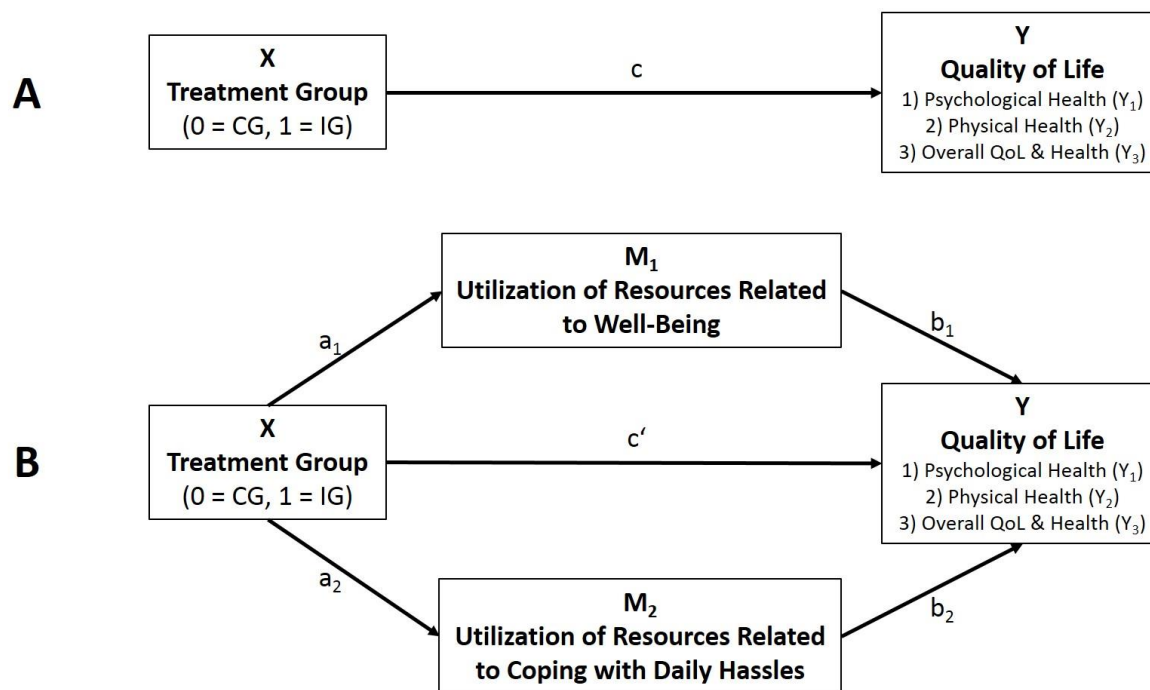 A
X
Treatment Group
(0 = CG, 1 = IG)
c
Y
Quality of Life
1) Psychological Health (Y₁)
2) Physical Health (Y₂)
3) Overall QoL & Health (Y₃)
B
M₁
Utilization of Resources Related
to Well-Being
a₁
b₁
X
Treatment Group
(0 = CG, 1 = IG)
c‘
Y
Quality of Life
1) Psychological Health (Y₁)
2) Physical Health (Y₂)
3) Overall QoL & Health (Y₃)
a₂
b₂
M₂
Utilization of Resources Related
to Coping with Daily Hassles